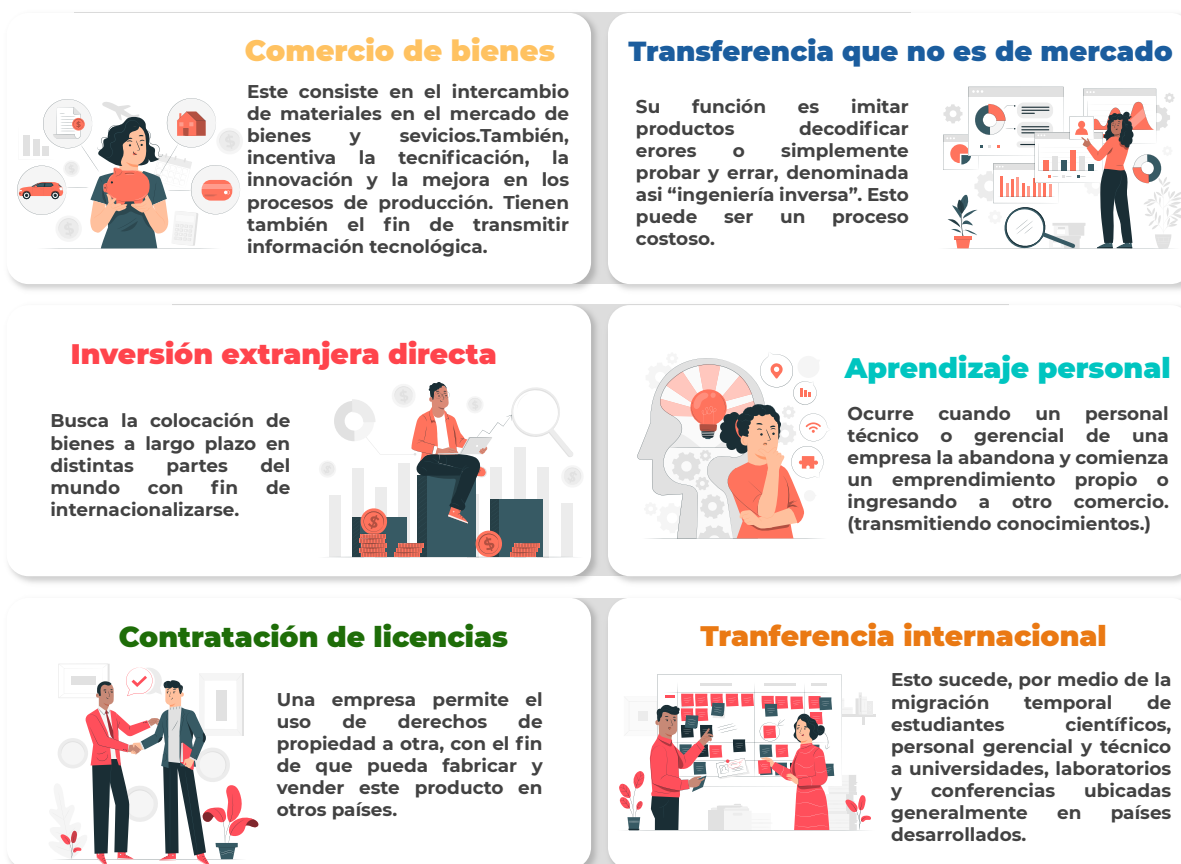 Comercio de bienes
Este consiste en el intercambio
de materiales en el mercado de
bienes y sevicios.También,
incentiva la tecnificación, la
innovación y la mejora en los
procesos de producción. Tienen
también el fin de transmitir
información tecnológica.
Transferencia que no es de mercado
Su función es imitar
productos decodificar
erores o simplemente
probar y errar, denominada
asi “ingeniería inversa”. Esto
puede ser un proceso
costoso.
Inversión extranjera directa
Busca la colocación de
bienes a largo plazo en
distintas partes del
mundo con fin de
internacionalizarse.
Aprendizaje personal
Ocurre cuando un personal
técnico o gerencial de una
empresa la abandona y comienza
un emprendimiento propio o
ingresando a otro comercio.
(transmitiendo conocimientos.)
Contratación de licencias
Una empresa permite el
uso de derechos de
propiedad a otra, con el fin
de que pueda fabricar y
vender este producto en
otros países.
Tranferencia internacional
Esto sucede, por medio de la
migración temporal de
estudiantes científicos,
personal gerencial y técnico
a universidades, laboratorios
y conferencias ubicadas
generalmente en países
desarrollados.